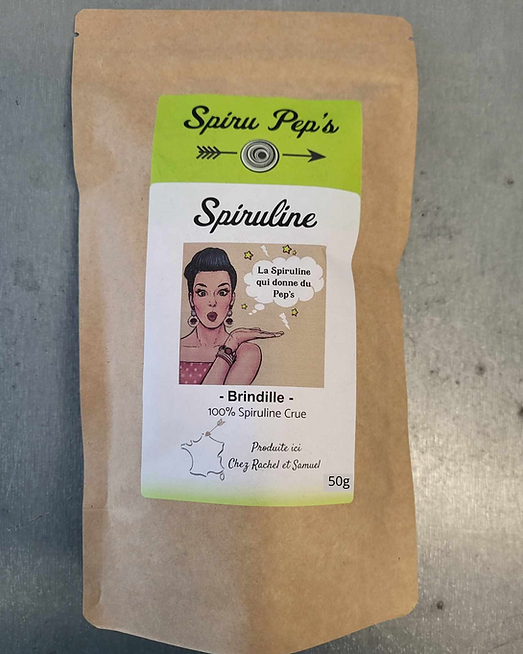 Spiru Pep's
Spiruline
La Spiruline
qui donne du
Pep's
- Brindille -
100% Spiruline Crue
Produite ici
Chez Rachel et Samuel
50g